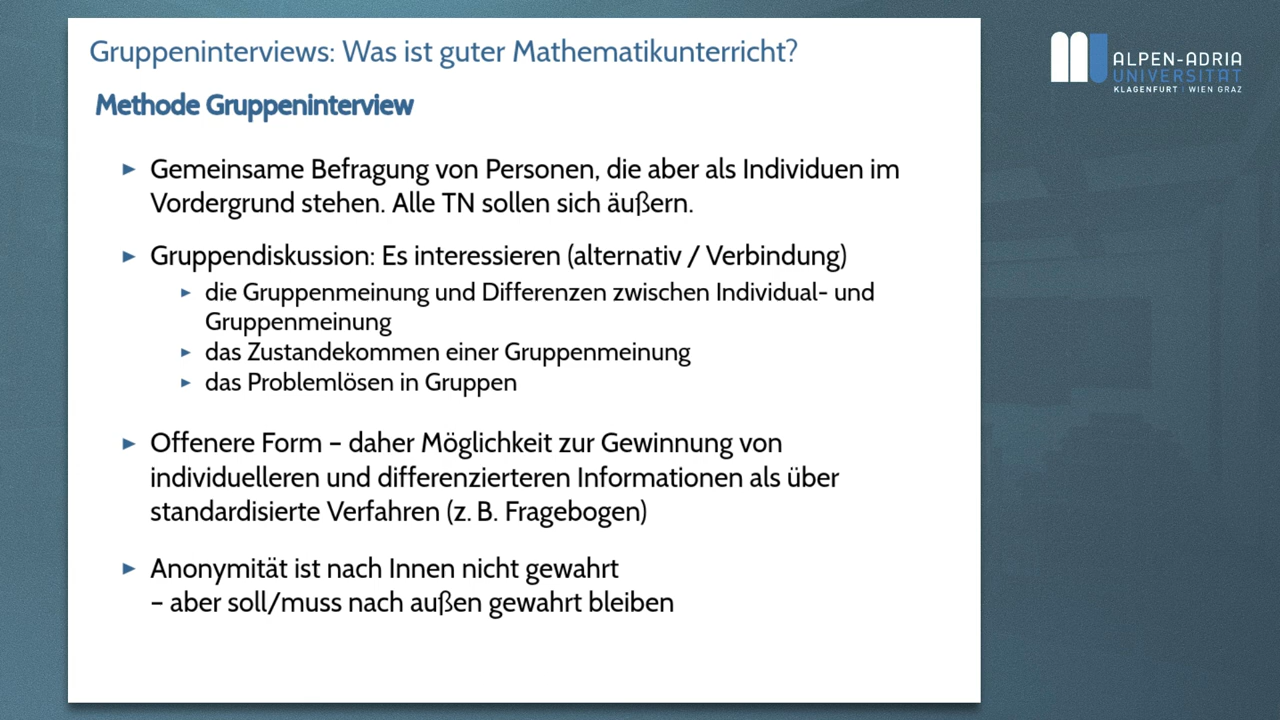 Gruppeninterviews: Was ist guter Mathematikunterricht?
Methode Gruppeninterview
► Gemeinsame Befragung von Personen, die aber als Individuen im
Vordergrund stehen. Alle TN sollen sich äußern.
► Gruppendiskussion: Es interessieren (alternativ / Verbindung)
► die Gruppenmeinung und Differenzen zwischen Individual- und
Gruppenmeinung
► das Zustandekommen einer Gruppenmeinung
► das Problemlösen in Gruppen
► Offenere Form – daher Möglichkeit zur Gewinnung von
individuelleren und differenzierteren Informationen als über
standardisierte Verfahren (z. B. Fragebogen)
► Anonymität ist nach Innen nicht gewahrt
– aber soll/muss nach außen gewahrt bleiben
ALPEN-ADRIA
UNIVERSITÄT
KLAGENFURT | WIEN GRAZ